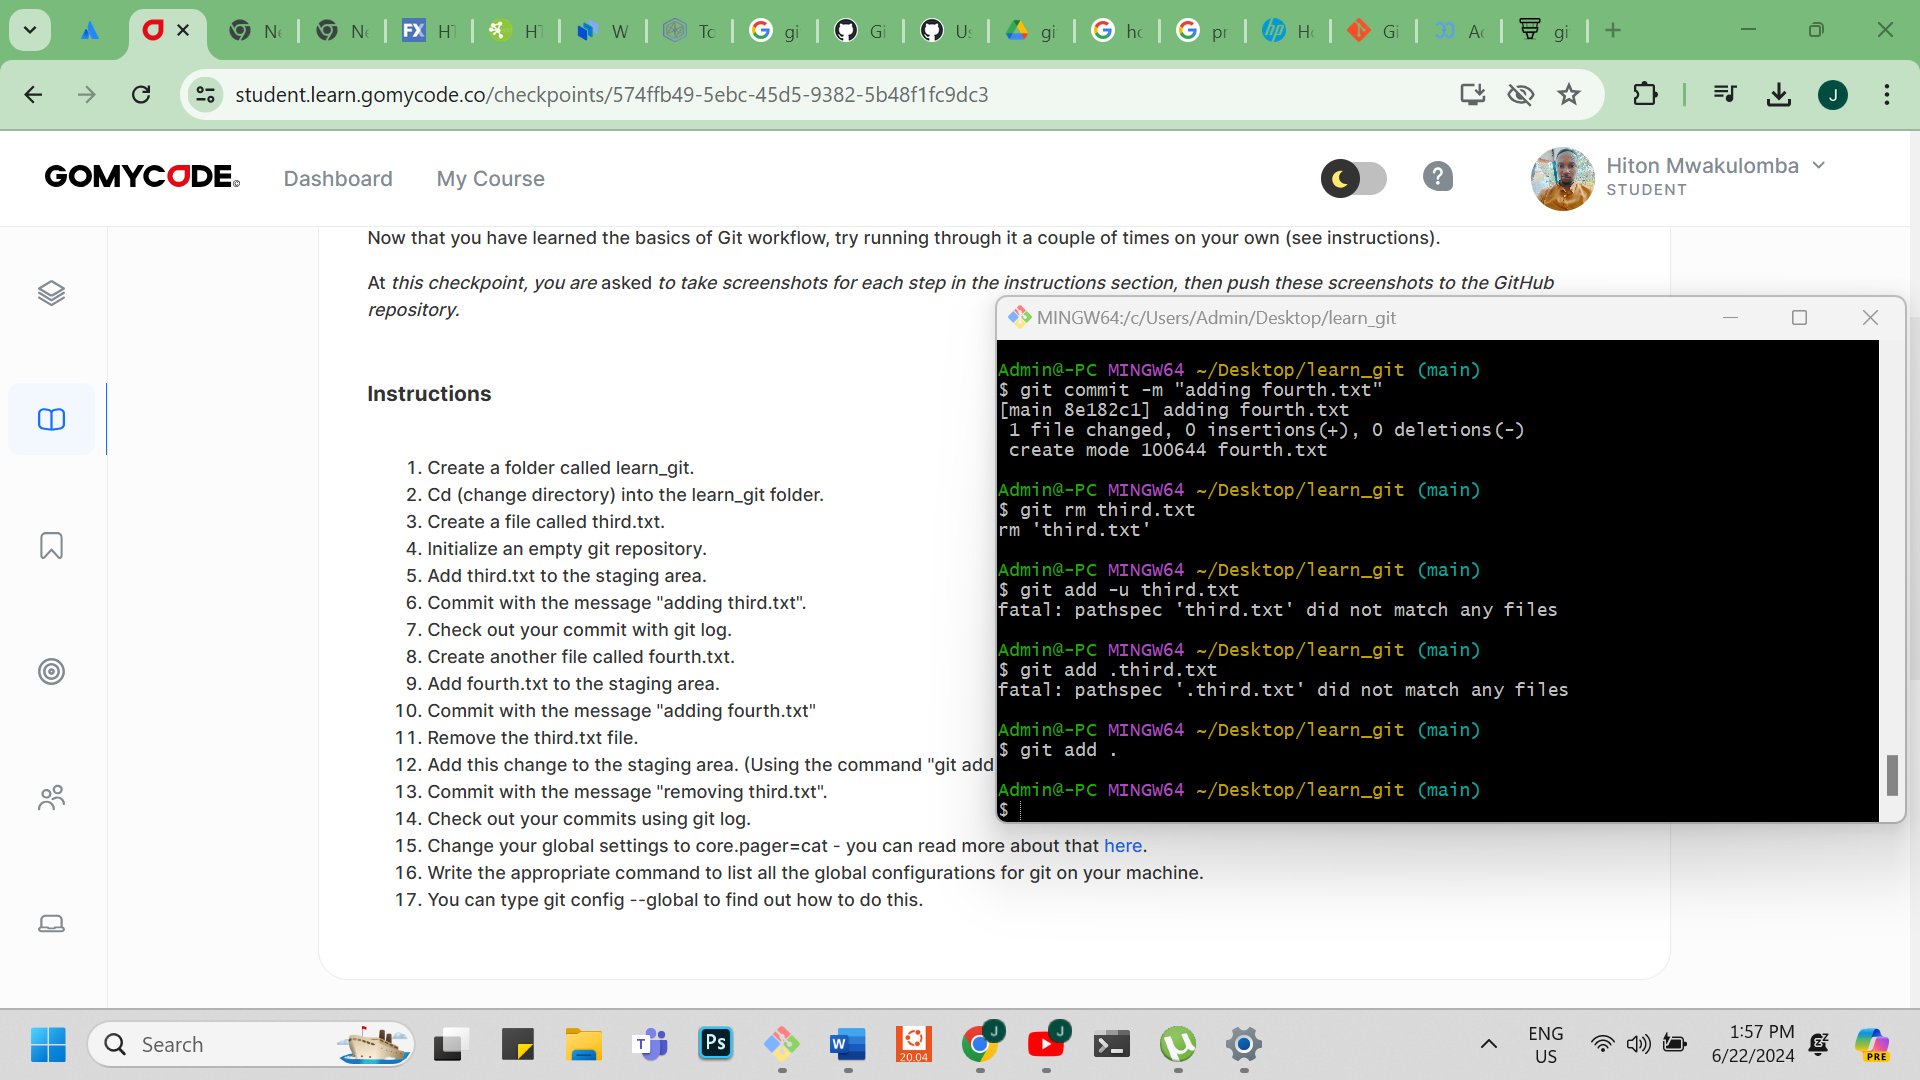 Ne
Ne
FX
HT
HT
W
To
gi
Gi
Us
gi
ho
pr
Ho
Gi
Ac
gi
student.learn.gomycode.co/checkpoints/574ffb49-5ebc-45d5-9382-5b48f1fc9dc3
J
GOMYCODE
Dashboard
My Course
Hiton Mwakulomba
STUDENT
Now that you have learned the basics of Git workflow, try running through it a couple of times on your own (see instructions).
At this checkpoint, you are asked to take screenshots for each step in the instructions section, then push these screenshots to the GitHub
repository.
Instructions
1. Create a folder called learn_git.
2. Cd (change directory) into the learn_git folder.
3. Create a file called third.txt.
4. Initialize an empty git repository.
5. Add third.txt to the staging area.
6. Commit with the message "adding third.txt".
7. Check out your commit with git log.
8. Create another file called fourth.txt.
9. Add fourth.txt to the staging area.
10. Commit with the message "adding fourth.txt"
11. Remove the third.txt file.
12. Add this change to the staging area. (Using the command "git add
13. Commit with the message "removing third.txt".
14. Check out your commits using git log.
15. Change your global settings to core.pager=cat - you can read more about that here.
16. Write the appropriate command to list all the global configurations for git on your machine.
17. You can type git config --global to find out how to do this.
MINGW64:/c/Users/Admin/Desktop/learn_git
Admin@-PC MINGW64 ~/Desktop/learn_git (main)
$ git commit -m "adding fourth.txt"
[main 8e182c1] adding fourth.txt
1 file changed, 0 insertions(+), 0 deletions(-)
create mode 100644 fourth.txt
Admin@-PC MINGW64 ~/Desktop/learn_git (main)
$ git rm third.txt
rm 'third.txt'
Admin@-PC MINGW64 ~/Desktop/learn_git (main)
$ git add -u third.txt
fatal: pathspec 'third.txt' did not match any files
Admin@-PC MINGW64 ~/Desktop/learn_git (main)
$ git add .third.txt
fatal: pathspec '.third.txt' did not match any files
Admin@-PC MINGW64 ~/Desktop/learn_git (main)
$ git add .
Admin@-PC MINGW64 ~/Desktop/learn_git (main)
$
Search
T
Ps
W
20.04
J
J
ENG
US
1:57 PM
6/22/2024
PRE